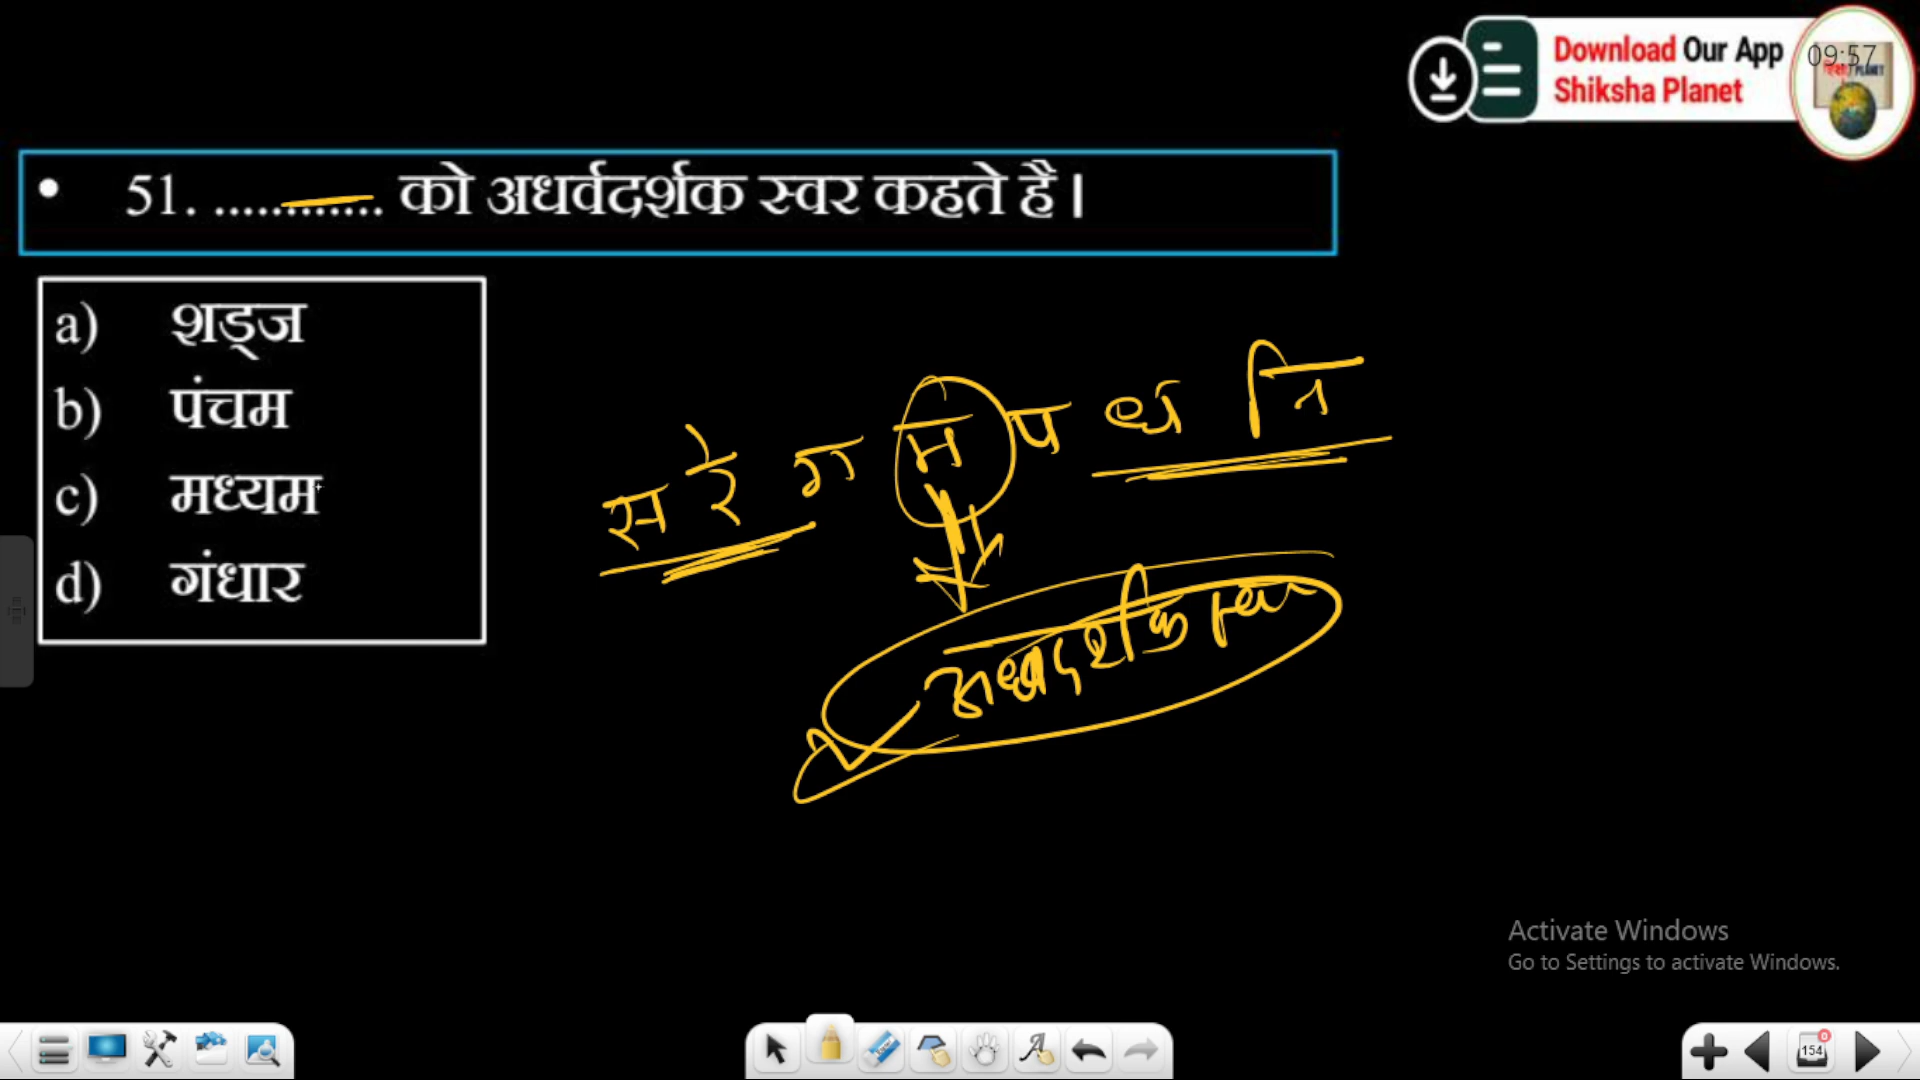 Download Our App
Shiksha Planet
09:57
• 51. ............ को अधर्वदर्शक स्वर कहते है।
a) शड्ज
b) पंचम
c) मध्यम
d) गंधार
स रे ग म प ध नि
Activate Windows
Go to Settings to activate Windows.
154